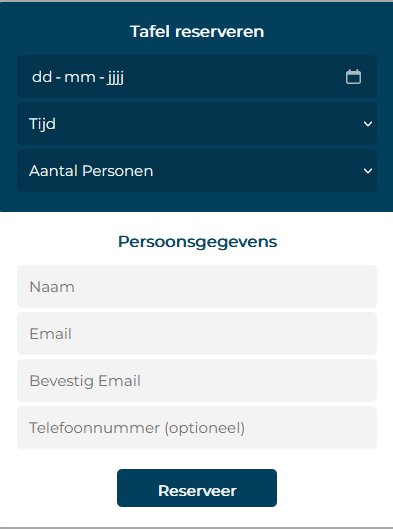 Tafel reserveren
dd - mm - jjjj
Tijd
Aantal Personen
Persoonsgegevens
Naam
Email
Bevestig Email
Telefoonnummer (optioneel)
Reserveer